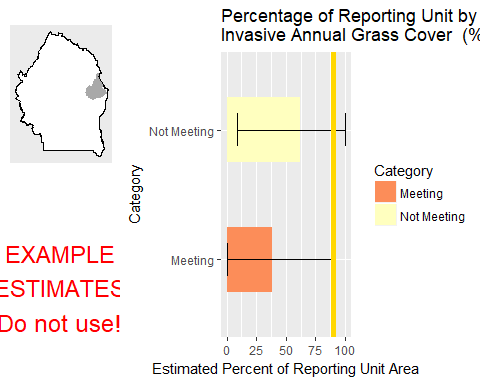 Percentage of Reporting Unit by
Invasive Annual Grass Cover (%
Not Meeting
Meeting
Category
0 25 50 75 100
Estimated Percent of Reporting Unit Area
Category
Meeting
Not Meeting
EXAMPLE
ESTIMATES
Do not use!